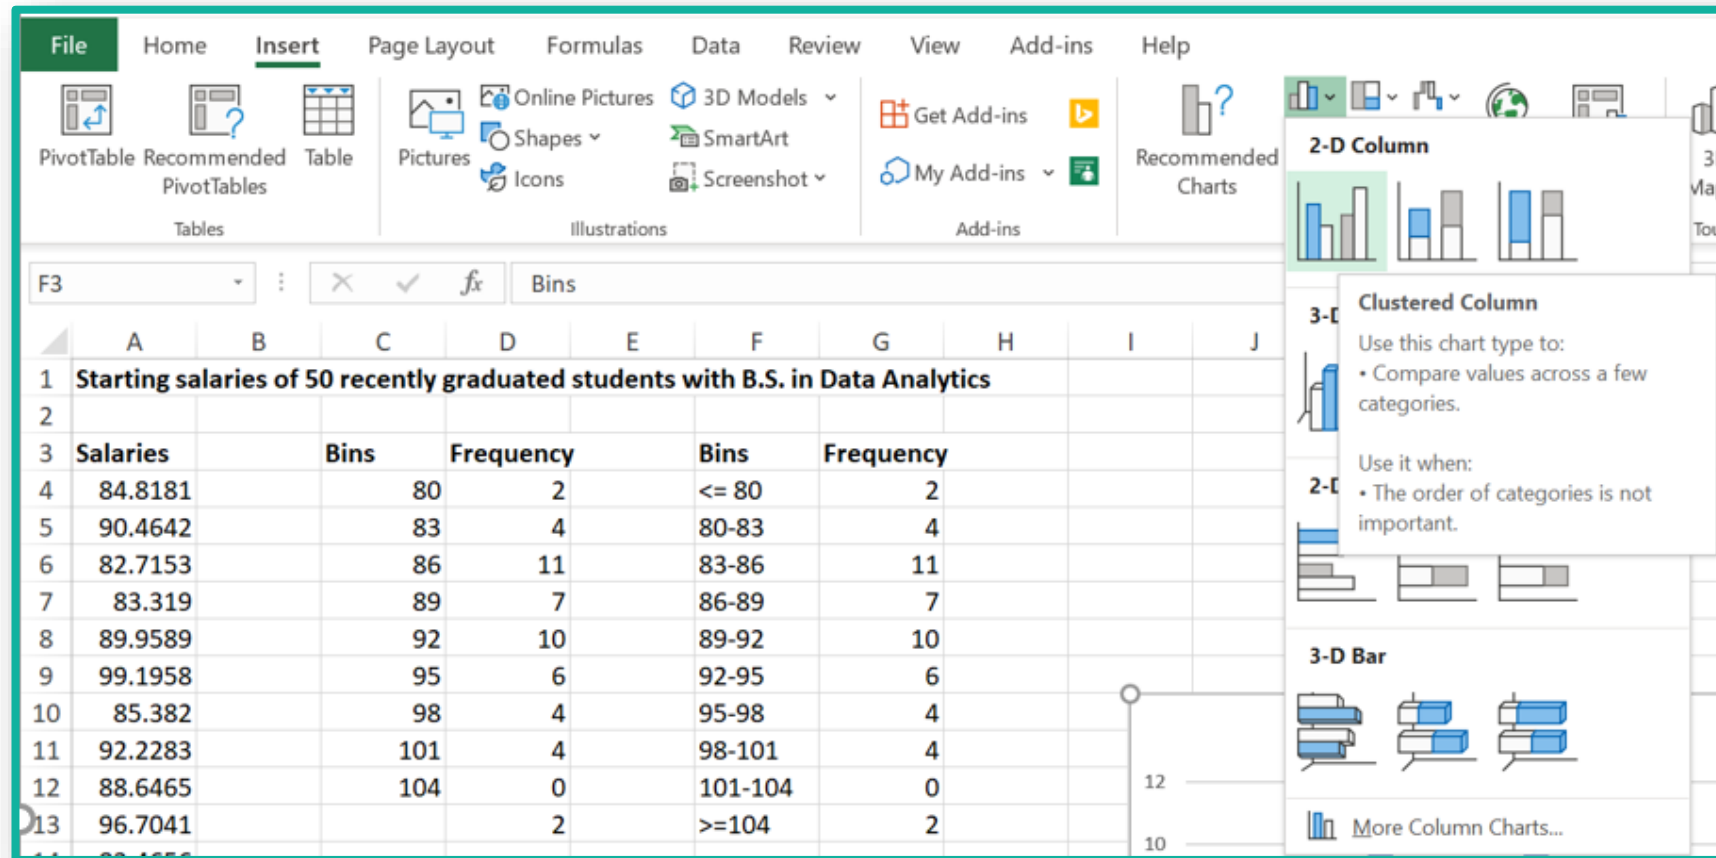 File Home Insert Page Layout Formulas Data Review View Add-ins Help
PivotTable Recommended PivotTables Table
Pictures Online Pictures Shapes Icons
3D Models SmartArt Screenshot
Get Add-ins
My Add-ins
Recommended Charts
Tables Illustrations Add-ins
F3 fx Bins
A B C D E F G H I J
1 Starting salaries of 50 recently graduated students with B.S. in Data Analytics
2
3 Salaries Bins Frequency Bins Frequency
4 84.8181 80 2 <= 80 2
5 90.4642 83 4 80-83 4
6 82.7153 86 11 83-86 11
7 83.319 89 7 86-89 7
8 89.9589 92 10 89-92 10
9 99.1958 95 6 92-95 6
10 85.382 98 4 95-98 4
11 92.2283 101 4 98-101 4
12 88.6465 104 0 101-104 0
13 96.7041 2 >=104 2
12
10
2-D Column
Clustered Column
Use this chart type to:
• Compare values across a few
categories.
Use it when:
• The order of categories is not
important.
3-D Bar
More Column Charts...